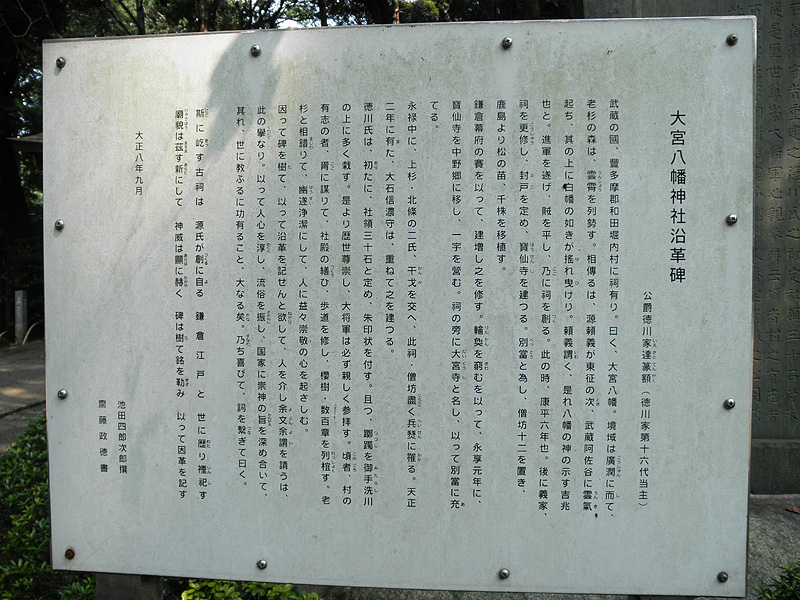 大宮八幡神社沿革碑
公爵徳川家達篆額(徳川家第十六代当主)
武蔵の國、豐多摩郡和田堀内村に祠有り。曰く、大宮八幡。境域は廣濶に而て、
老杉の森は、雲霄を列勢す。相傳るは、源頼義が東征の次、武蔵阿佐谷に雲氣
起ち、其の上に白幡の如きが搖れ曳けり。頼義謂く、是れ八幡の神の示す吉兆
也と。進軍を遂げ、賊を平し、乃に祠を創る。此の時、康平六年也。後に義家、
祠を更修し、封戸を定め、寶仙寺を建つる。別當と為し、僧坊十二を置き、
鹿島より松の苗、千株を移植す。
鎌倉幕府の賽を以って、建增し之を修す。輪奐を窮むを以って、永享元年に、
寶仙寺を中野郷に移し、一宇を營む。祠の旁に大宮寺と名し、以って別當に充
てる。
永禄中に、上杉・北條の二氏、干戈を交へ、此祠・僧坊盡く兵燹に罹る。天正
二年に有た、大石信濃守は、重ねて之を建つる。
徳川氏は、初たに、社領三十石と定め、朱印状を付す。且つ、躑躅を御手洗川
の上に多く栽す。是より歴世尊崇し、大将軍は必ず親しく参拝す。頃者、村の
有志の者、胥に謀りて、社殿の繕ひ、歩道を修し、櫻樹・数百章を列植す。老
杉と相錯りて、幽邃浄潔にして、人に益々崇敬の心を起さしむ。
因って碑を樹て、以って沿革を記せんと欲して、人を介し余文余謂を請うは、
此の擧なり。以って人心を淳し、流俗を振し、国家に崇神の旨を深め合いて、
其れ、世に教ふるに功有ること、大なる矣。乃ち喜びて、詞を繋ぎて曰く。
斯に屹す古祠は 源氏が創に自る 鎌倉江戸と 世に歴り禋祀す
廟貌は茲す新にして 神威は顯に赫く 碑は樹て銘を勒み 以って因革を記す
大正八年九月
池田四郎次郎撰
齋藤政徳書